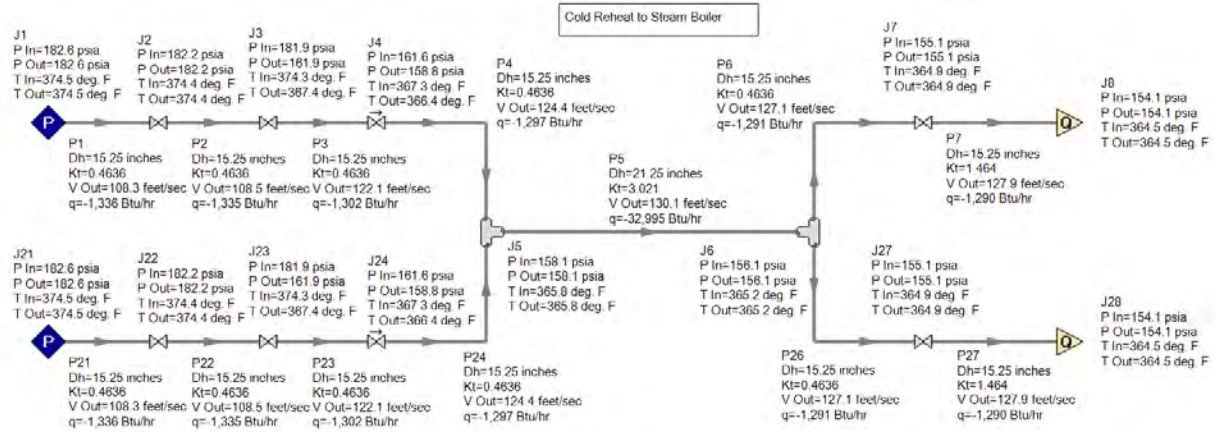 Cold Reheat to Steam Boiler
J1
P In=182.6 psia
P Out=182.6 psia
T In=374.5 deg. F
T Out=374.5 deg. F
J2
P In=182.2 psia
P Out=182.2 psia
T In=374.4 deg. F
T Out=374.4 deg. F
J3
P In=181.9 psia
P Out=161.9 psia
T In=374.3 deg. F
T Out=367.4 deg. F
J4
P In=161.6 psia
P Out=158.8 psia
T In=367.3 deg. F
T Out=366.4 deg. F
P4
Dh=15.25 inches
Kt=0.4636
V Out=124.4 feet/sec
q=-1,297 Btu/hr
P6
Dh=15.25 inches
Kt=0.4636
V Out=127.1 feet/sec
q=-1,291 Btu/hr
J7
P In=155.1 psia
P Out=155.1 psia
T In=364.9 deg. F
T Out=364.9 deg. F
J8
P In=154.1 psia
P Out=154.1 psia
T In=364.5 deg. F
T Out=364.5 deg. F
P
Q
P1
Dh=15.25 inches
Kt=0.4636
V Out=108.3 feet/sec
q=-1,336 Btu/hr
P2
Dh=15.25 inches
Kt=0.4636
V Out=108.5 feet/sec
q=-1,335 Btu/hr
P3
Dh=15.25 inches
Kt=0.4636
V Out=122.1 feet/sec
q=-1,302 Btu/hr
P5
Dh=21.25 inches
Kt=3.021
V Out=130.1 feet/sec
q=-32,995 Btu/hr
P7
Dh=15.25 inches
Kt=1.464
V Out=127.9 feet/sec
q=-1,290 Btu/hr
J21
P In=182.6 psia
P Out=182.6 psia
T In=374.5 deg. F
T Out=374.5 deg. F
J22
P In=182.2 psia
P Out=182.2 psia
T In=374.4 deg. F
T Out=374.4 deg. F
J23
P In=181.9 psia
P Out=161.9 psia
T In=374.3 deg. F
T Out=367.4 deg. F
J24
P In=161.6 psia
P Out=158.8 psia
T In=367.3 deg. F
T Out=366.4 deg. F
J5
P In=158.1 psia
P Out=158.1 psia
T In=365.8 deg. F
T Out=365.8 deg. F
J6
P In=156.1 psia
P Out=156.1 psia
T In=365.2 deg. F
T Out=365.2 deg. F
J27
P In=155.1 psia
P Out=155.1 psia
T In=364.9 deg. F
T Out=364.9 deg. F
J28
P In=154.1 psia
P Out=154.1 psia
T In=364.5 deg. F
T Out=364.5 deg. F
P
Q
P21
Dh=15.25 inches
Kt=0.4636
V Out=108.3 feet/sec
q=-1,336 Btu/hr
P22
Dh=15.25 inches
Kt=0.4636
V Out=108.5 feet/sec
q=-1,335 Btu/hr
P23
Dh=15.25 inches
Kt=0.4636
V Out=122.1 feet/sec
q=-1,302 Btu/hr
P24
Dh=15.25 inches
Kt=0.4636
V Out=124.4 feet/sec
q=-1,297 Btu/hr
P26
Dh=15.25 inches
Kt=0.4636
V Out=127.1 feet/sec
q=-1,291 Btu/hr
P27
Dh=15.25 inches
Kt=1.464
V Out=127.9 feet/sec
q=-1,290 Btu/hr